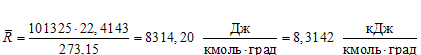 R̅ = 101325·22,4143 / 273.15 = 8314,20 Дж / кмоль·град = 8,3142 кДж / кмоль·град